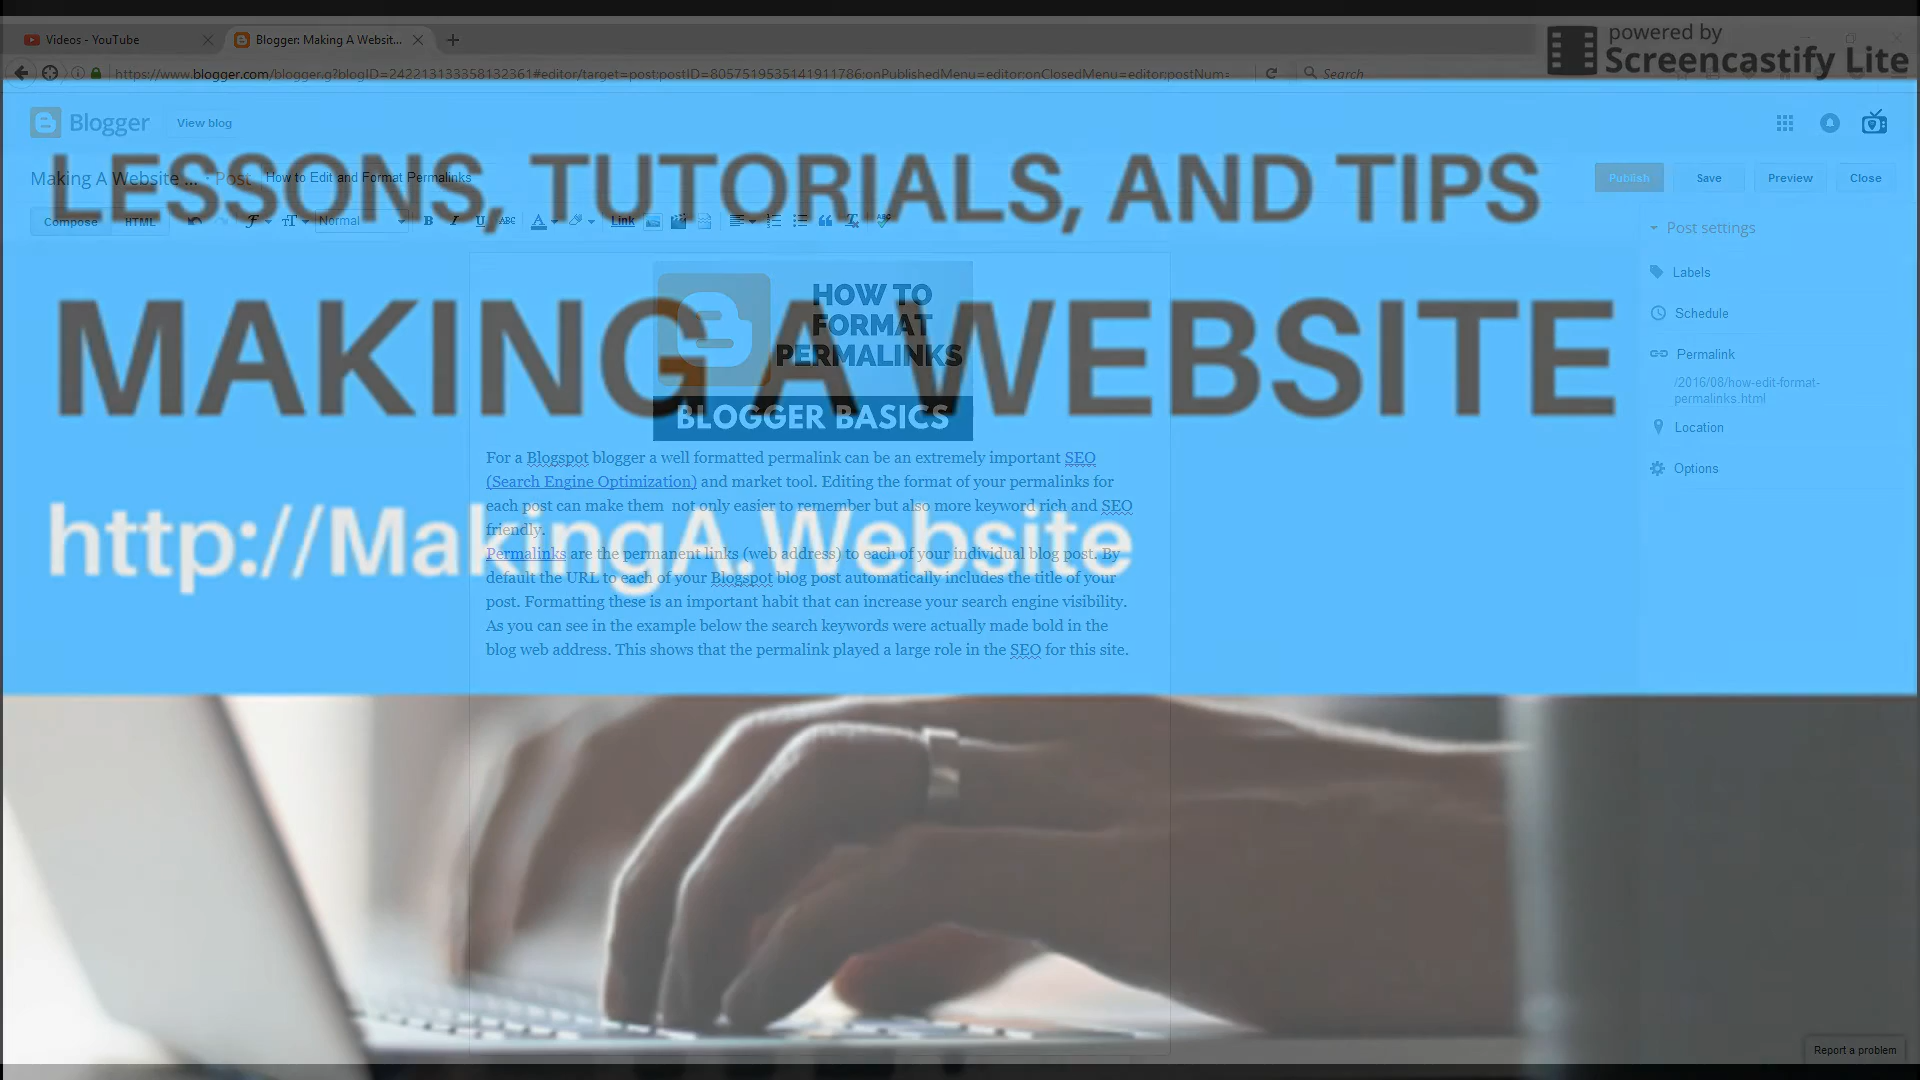 Videos - YouTube
Blogger: Making A Websit...
powered by
Screencastify Lite
https://www.blogger.com/blogger.g?blogID=242213133358132361#editor/target=post;postID=8057519535141911786;onPublishedMenu=editor;onClosedMenu=editor;postNum=
Search
Blogger
View blog
LESSONS, TUTORIALS, AND TIPS
Making A Website ... · Post
How to Edit and Format Permalinks
Publish
Save
Preview
Close
Compose
HTML
Normal
Link
ABC
Post settings
Labels
Schedule
Permalink
/2016/08/how-edit-format-
permalinks.html
Location
Options
MAKING A WEBSITE
HOW TO
FORMAT
PERMALINKS
BLOGGER BASICS
http://MakingA.Website
For a Blogspot blogger a well formatted permalink can be an extremely important SEO
(Search Engine Optimization) and market tool. Editing the format of your permalinks for
each post can make them not only easier to remember but also more keyword rich and SEO
friendly.
Permalinks are the permanent links (web address) to each of your individual blog post. By
default the URL to each of your Blogspot blog post automatically includes the title of your
post. Formatting these is an important habit that can increase your search engine visibility.
As you can see in the example below the search keywords were actually made bold in the
blog web address. This shows that the permalink played a large role in the SEO for this site.
Report a problem